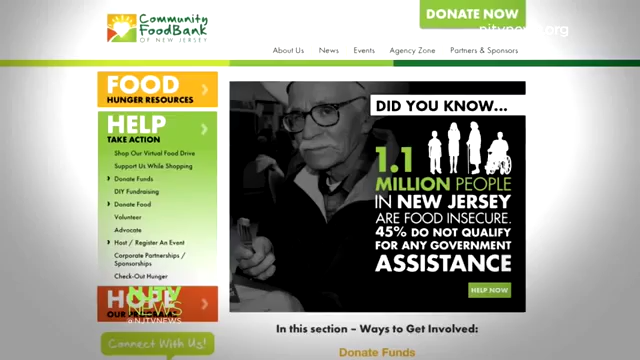 Community
FoodBank
OF NEW JERSEY
DONATE NOW
njtvnews.org
About Us
News
Events
Agency Zone
Partners & Sponsors
FOOD
HUNGER RESOURCES
HELP
TAKE ACTION
Shop Our Virtual Food Drive
Support Us While Shopping
Donate Funds
DIY Fundraising
Donate Food
Volunteer
Advocate
Host / Register An Event
Corporate Partnerships /
Sponsorships
Check-Out Hunger
HOPE
OUR
NJTV
NEWS
@NJTVNEWS
Connect With Us!
DID YOU KNOW...
1.1
MILLION PEOPLE
IN NEW JERSEY
ARE FOOD INSECURE.
45% DO NOT QUALIFY
FOR ANY GOVERNMENT
ASSISTANCE
HELP NOW
In this section – Ways to Get Involved:
Donate Funds